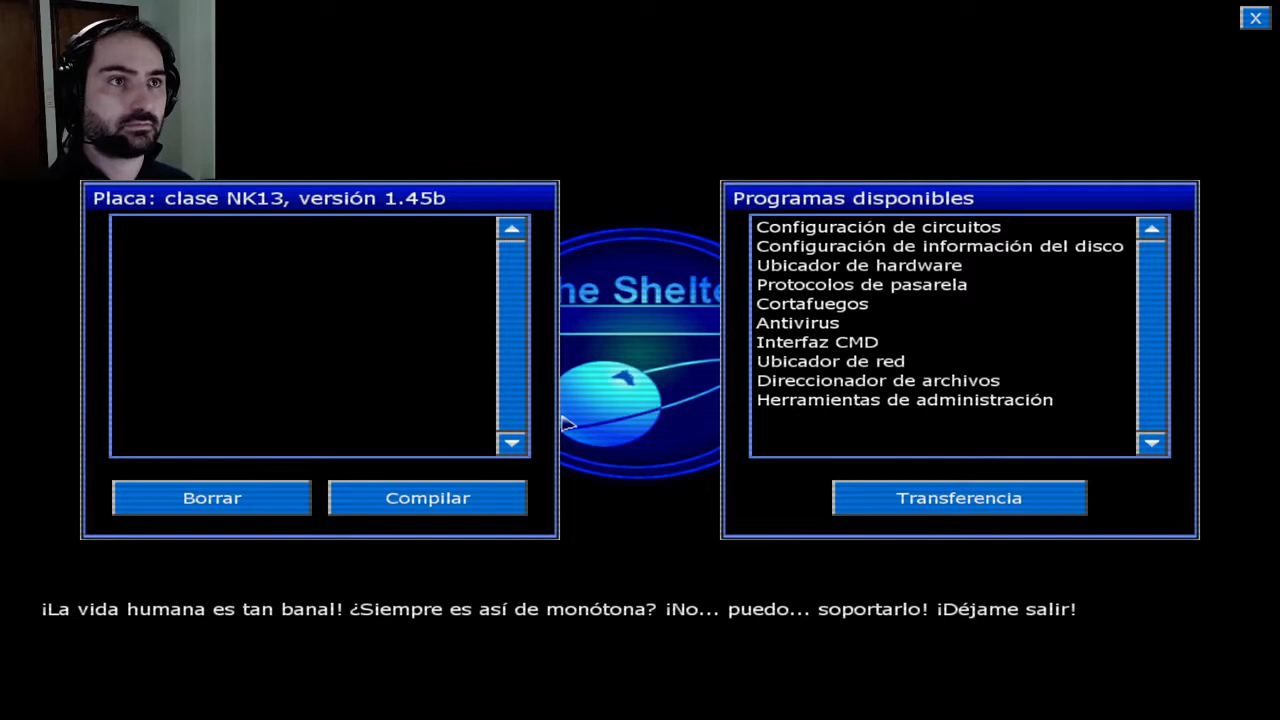 X
Placa: clase NK13, versión 1.45b
Borrar
Compilar
he Shelte
Programas disponibles
Configuración de circuitos
Configuración de información del disco
Ubicador de hardware
Protocolos de pasarela
Cortafuegos
Antivirus
Interfaz CMD
Ubicador de red
Direccionador de archivos
Herramientas de administración
Transferencia
¡La vida humana es tan banal! ¿Siempre es así de monótona? ¡No... puedo... soportarlo! ¡Déjame salir!